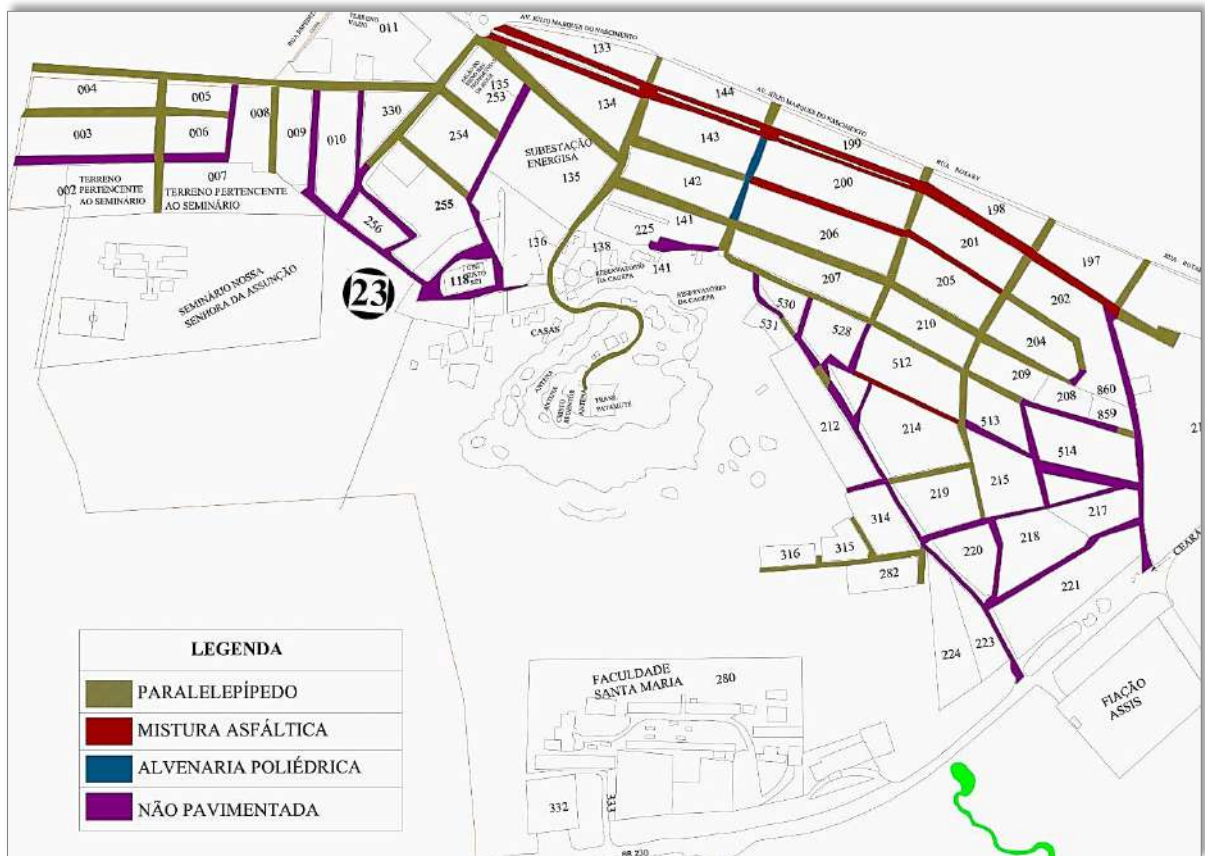 AV. JÚLIO MARQUES DO NASCIMENTO
TERRENO
VAZIO
011
133
004
005
008
009
010
330
135
253
134
144
AV. JÚLIO MARQUES DO NASCIMENTO
003
006
254
143
199
RUA ROTARY
SUBESTAÇÃO
ENERGISA
135
002
TERRENO
PERTENCENTE
AO SEMINÁRIO
007
TERRENO PERTENCENTE
AO SEMINÁRIO
142
200
198
255
256
225
141
206
201
197
136
138
141
RESERVATÓRIO
DA CAGEPA
118
23
SEMINÁRIO NOSSA
SENHORA DA ASSUNÇÃO
RESERVATÓRIO
DA CAGEPA
207
205
202
530
531
528
210
204
CASAS
ANTENA
ANTENA
CRISTO
REDENTOR
ANTENA
512
209
208
860
859
212
214
513
514
219
215
217
314
218
316
315
220
282
221
CEARÁ
224
223
LEGENDA
PARALELEPÍPEDO
MISTURA ASFÁLTICA
ALVENARIA POLIÉDRICA
NÃO PAVIMENTADA
FACULDADE
SANTA MARIA
280
FIAÇÃO
ASSIS
332
333
BR 230